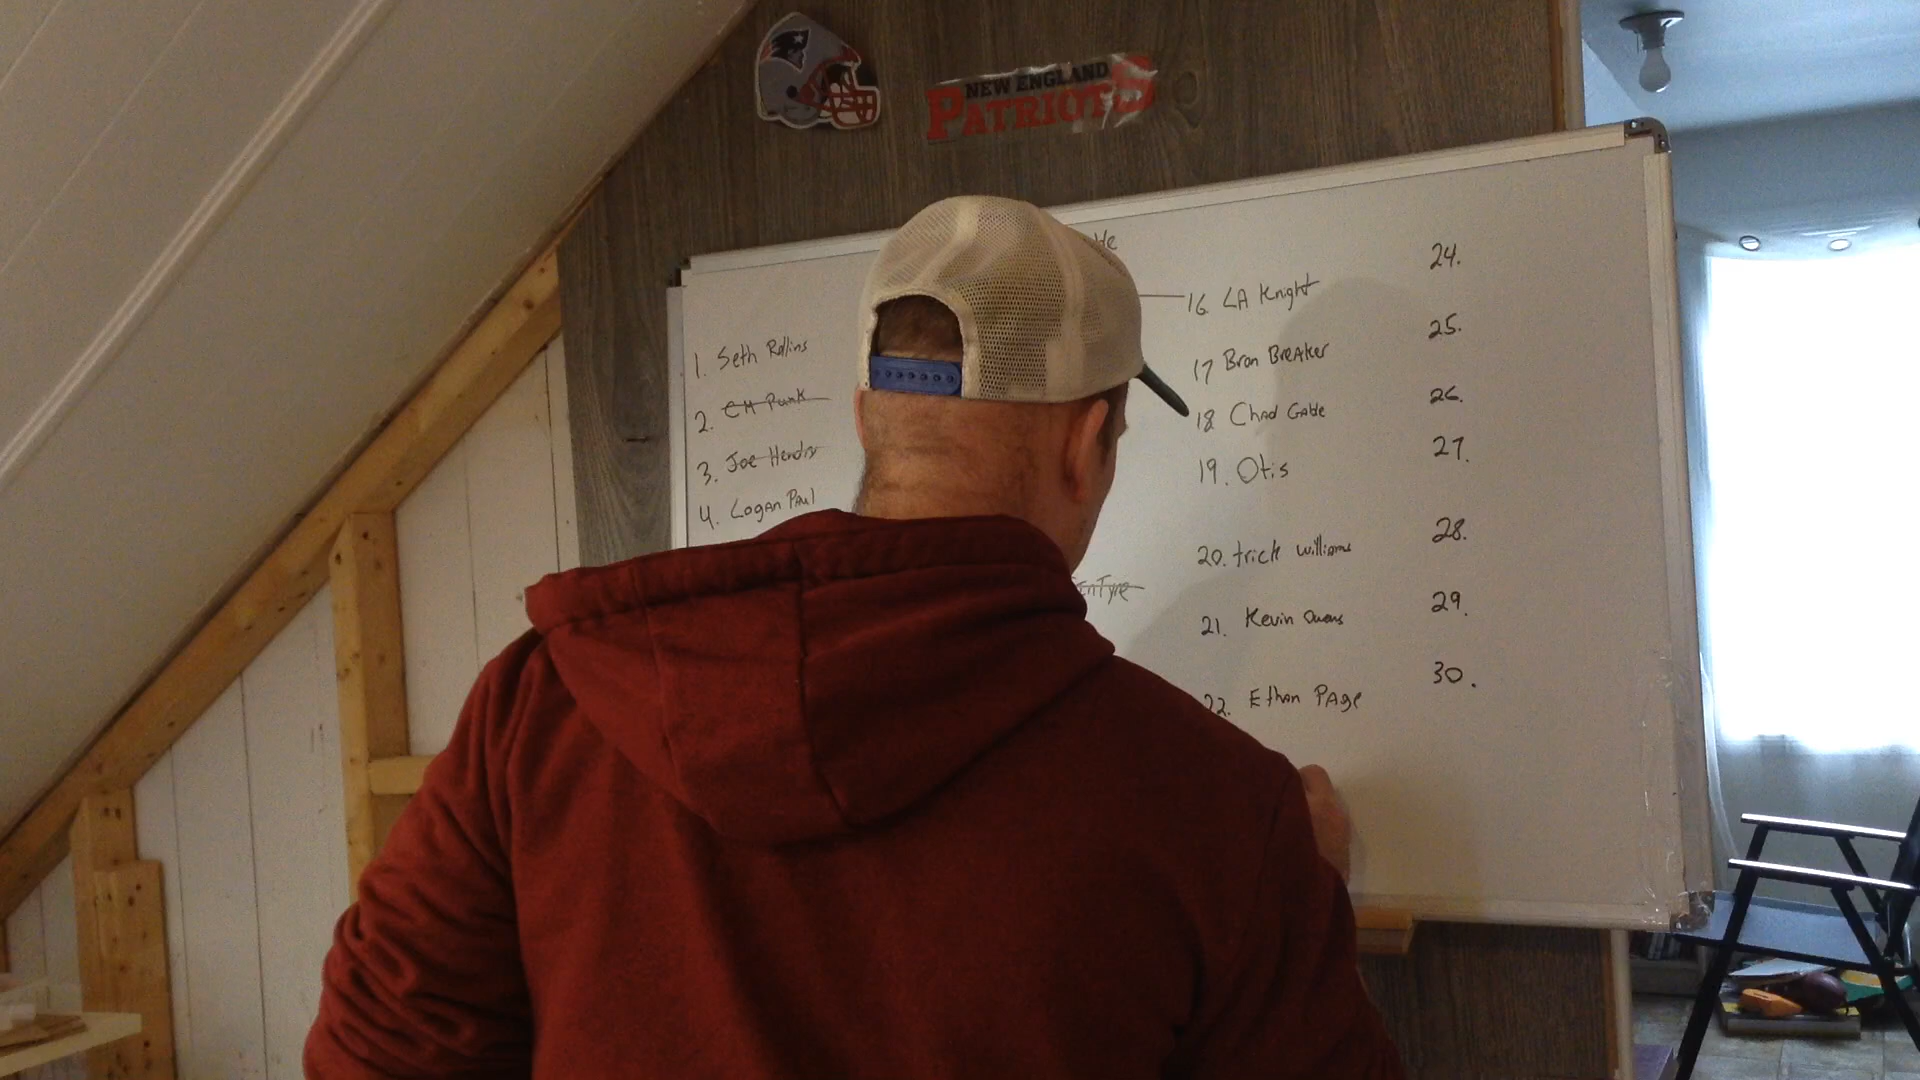 NEW ENGLAND
PATRIOTS
1. Seth Rollins
2. CM Punk
3. Joe Hendry
4. Logan Paul
16. LA Knight
17 Bron BreAker
18 Chad Gable
19. Otis
20. trick williams
21. Kevin Owens
22. Ethan PAge
24.
25.
26.
27.
28.
29.
30.